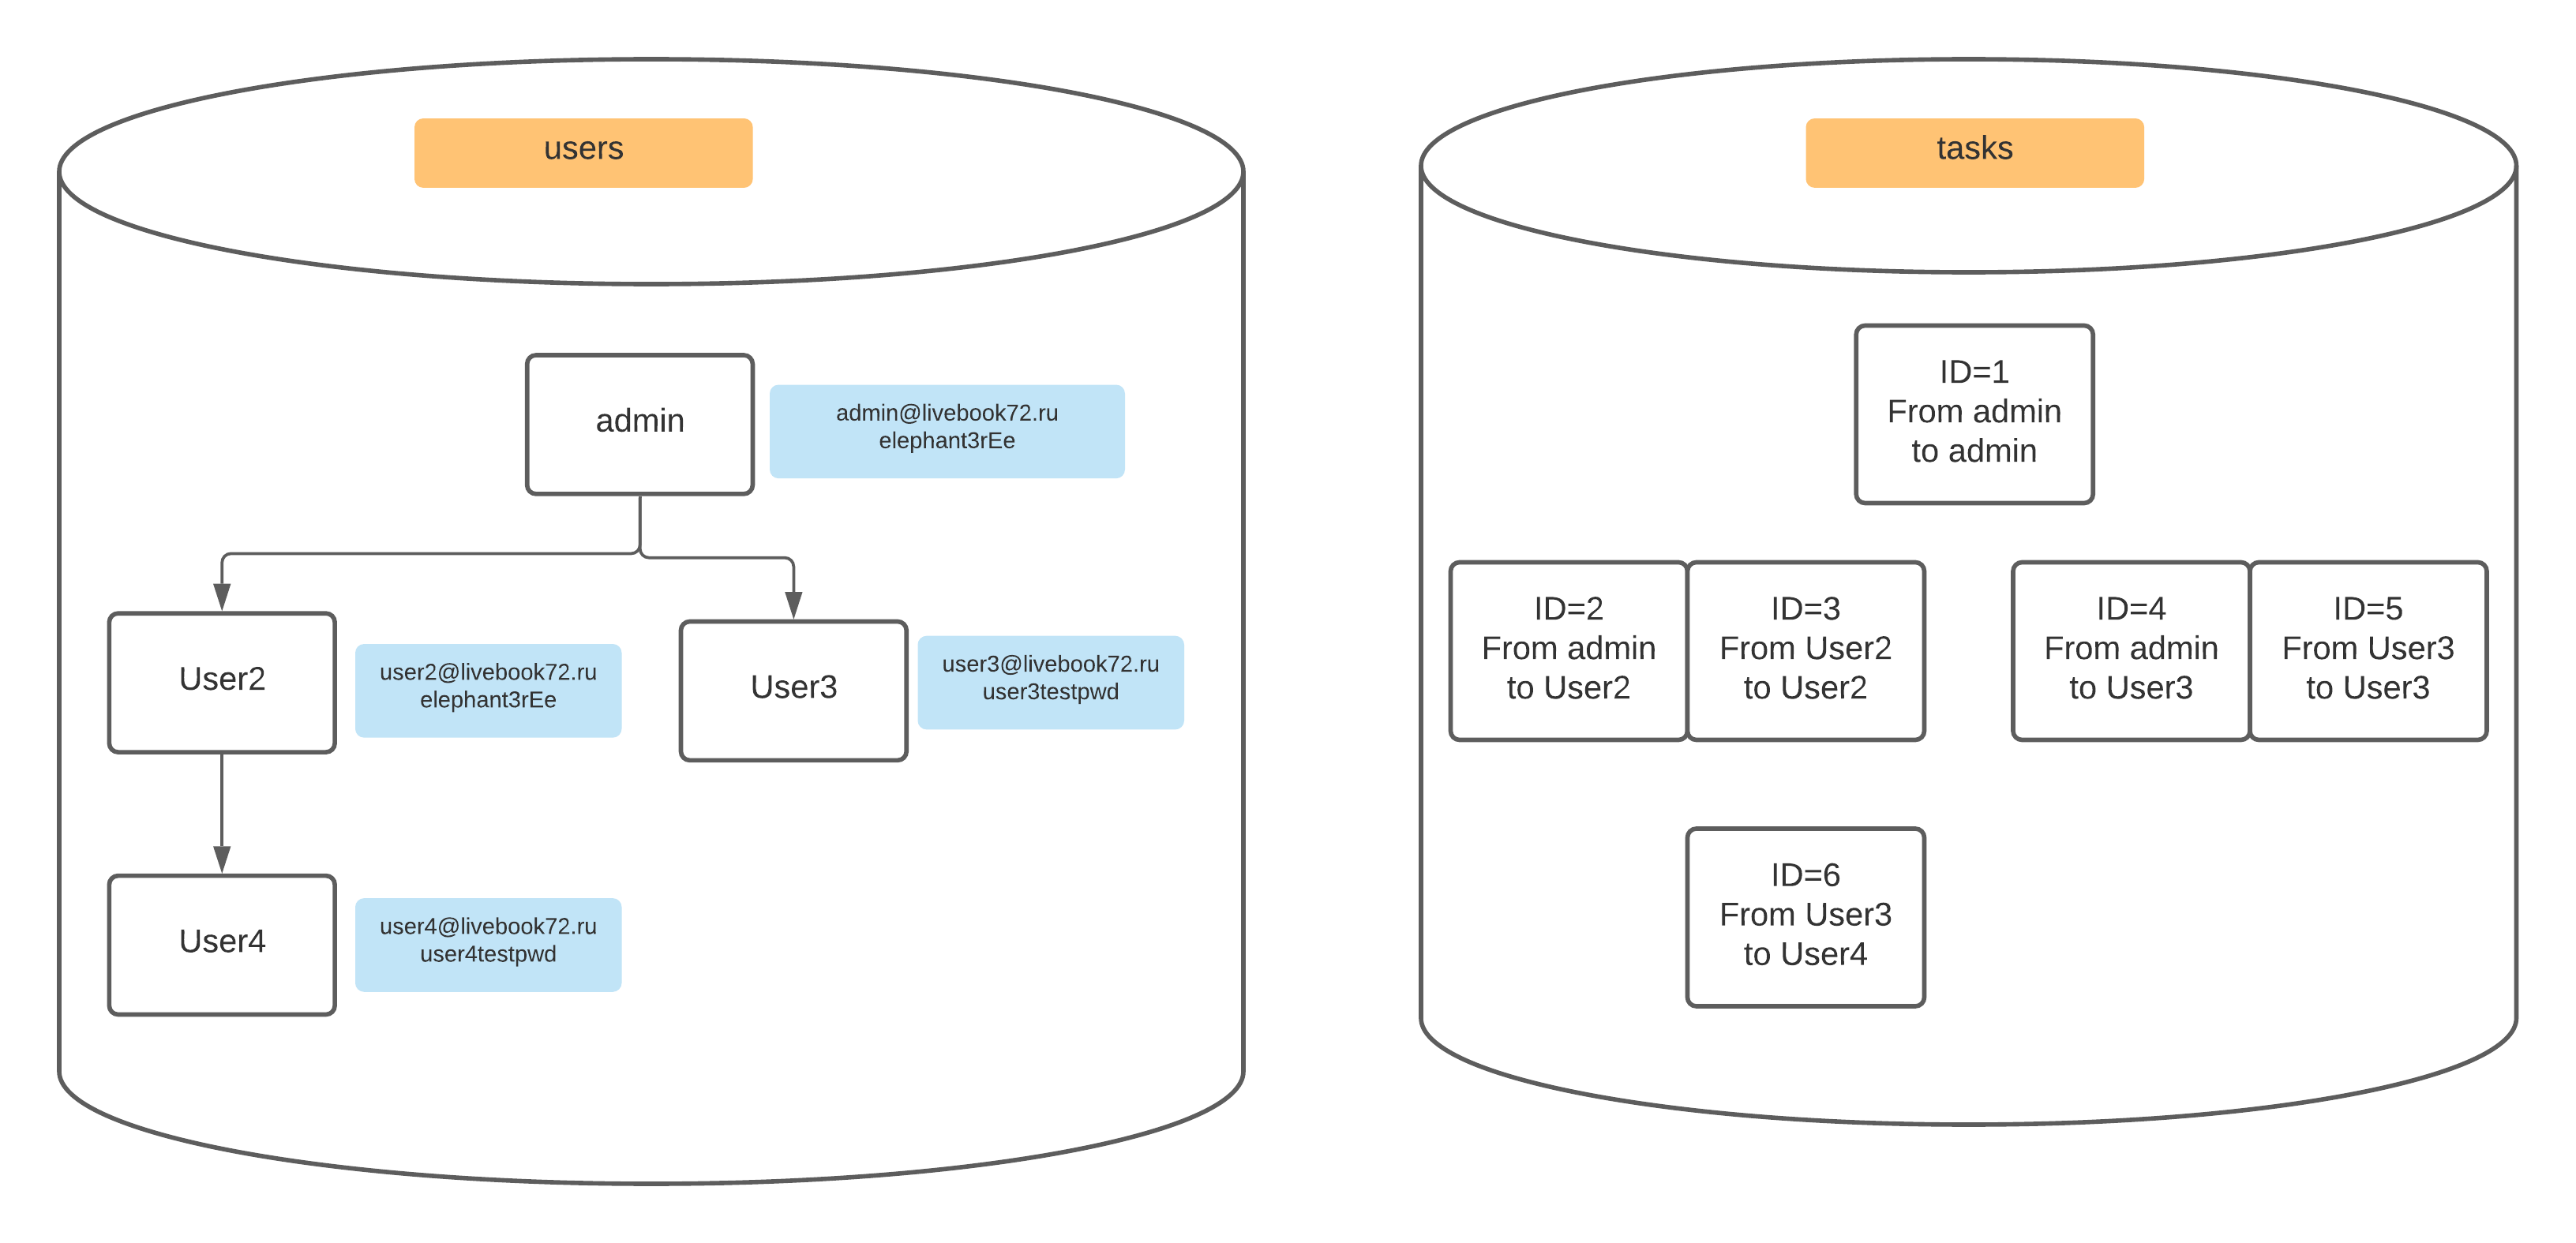 users
admin
admin@livebook72.ru
elephant3rEe
User2
user2@livebook72.ru
elephant3rEe
User3
user3@livebook72.ru
user3testpwd
User4
user4@livebook72.ru
user4testpwd
tasks
ID=1
From admin
to admin
ID=2
From admin
to User2
ID=3
From User2
to User2
ID=4
From admin
to User3
ID=5
From User3
to User3
ID=6
From User3
to User4